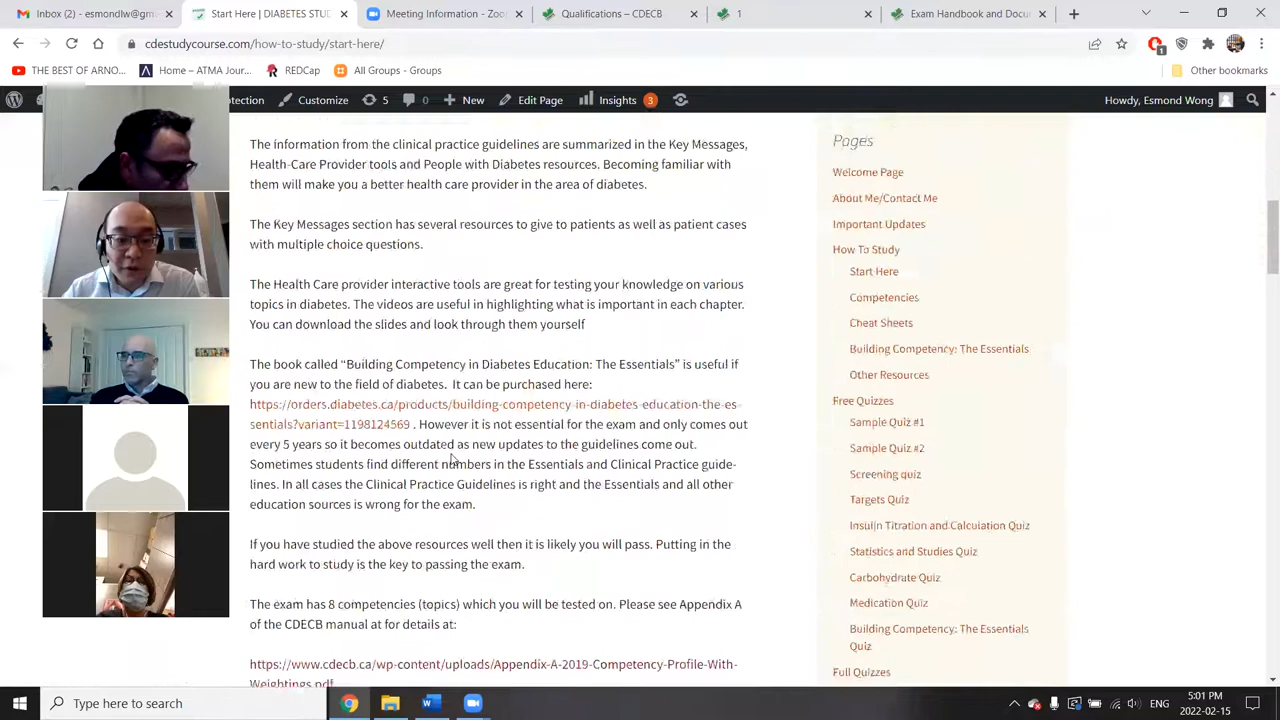 Inbox (2) - esmondlw@gm
Start Here | DIABETES STU
Meeting Information - Zoo
Qualifications – CDECB
1
Exam Handbook and Docu
cdestudycourse.com/how-to-study/start-here/
1
THE BEST OF ARNO...
Home – ATMA Jour...
REDCap
All Groups - Groups
Other bookmarks
otection
Customize
5
0
New
Edit Page
Insights
3
Howdy, Esmond Wong
The information from the clinical practice guidelines are summarized in the Key Messages,
Health-Care Provider tools and People with Diabetes resources. Becoming familiar with
them will make you a better health care provider in the area of diabetes.
The Key Messages section has several resources to give to patients as well as patient cases
with multiple choice questions.
The Health Care provider interactive tools are great for testing your knowledge on various
topics in diabetes. The videos are useful in highlighting what is important in each chapter.
You can download the slides and look through them yourself
The book called “Building Competency in Diabetes Education: The Essentials” is useful if
you are new to the field of diabetes. It can be purchased here:
https://orders.diabetes.ca/products/building-competency-in-diabetes-education-the-es-
sentials?variant=1198124569 . However it is not essential for the exam and only comes out
every 5 years so it becomes outdated as new updates to the guidelines come out.
Sometimes students find different numbers in the Essentials and Clinical Practice guide-
lines. In all cases the Clinical Practice Guidelines is right and the Essentials and all other
education sources is wrong for the exam.
If you have studied the above resources well then it is likely you will pass. Putting in the
hard work to study is the key to passing the exam.
The exam has 8 competencies (topics) which you will be tested on. Please see Appendix A
of the CDECB manual at for details at:
https://www.cdecb.ca/wp-content/uploads/Appendix-A-2019-Competency-Profile-With-
Weightings.pdf
Pages
Welcome Page
About Me/Contact Me
Important Updates
How To Study
Start Here
Competencies
Cheat Sheets
Building Competency: The Essentials
Other Resources
Free Quizzes
Sample Quiz #1
Sample Quiz #2
Screening quiz
Targets Quiz
Insulin Titration and Calculation Quiz
Statistics and Studies Quiz
Carbohydrate Quiz
Medication Quiz
Building Competency: The Essentials
Quiz
Full Quizzes
Type here to search
ENG
5:01 PM
2022-02-15